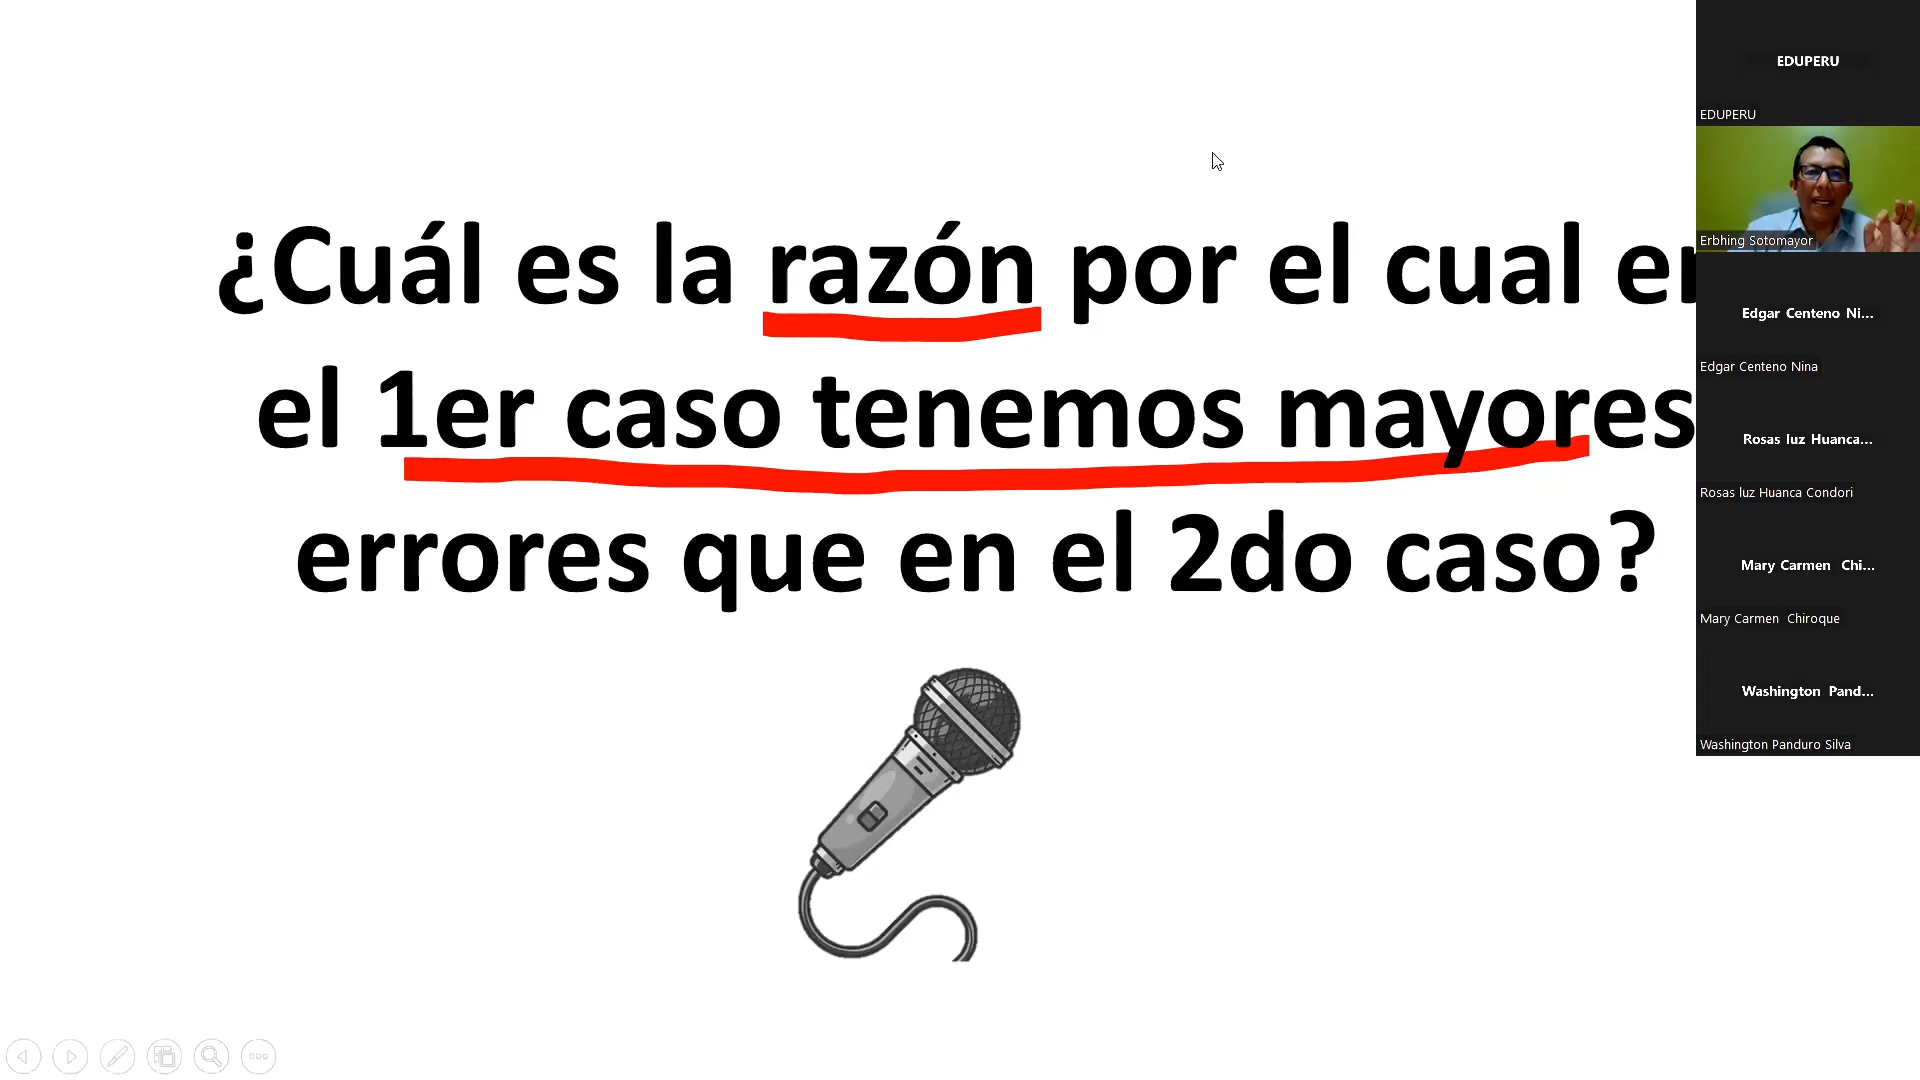 ¿Cuál es la razón por el cual en
el 1er caso tenemos mayores
errores que en el 2do caso?
EDUPERU
EDUPERU
Erbhing Sotomayor
Edgar Centeno Ni...
Edgar Centeno Nina
Rosas luz Huanca...
Rosas luz Huanca Condori
Mary Carmen Chi...
Mary Carmen Chiroque
Washington Pand...
Washington Panduro Silva